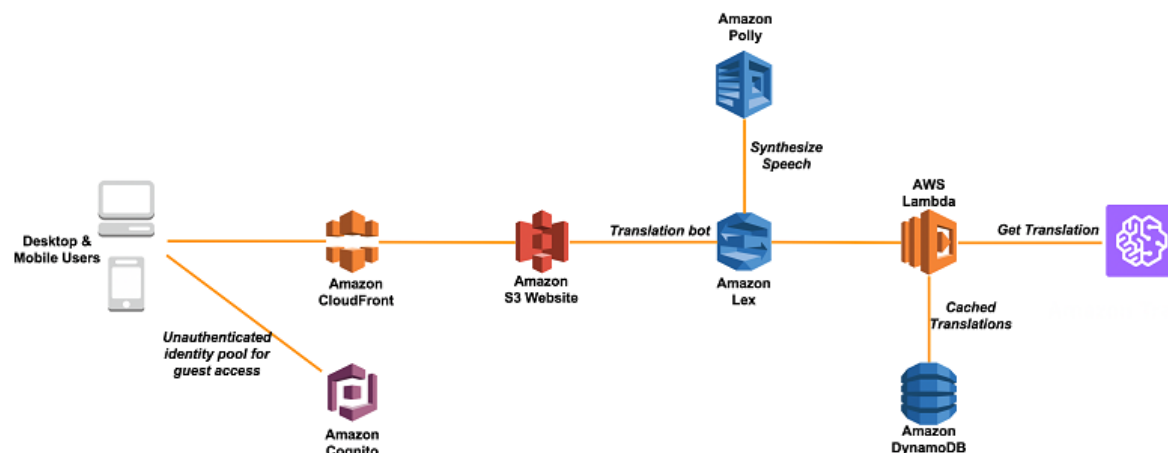 Amazon
Polly
Synthesize
Speech
AWS
Lambda
Desktop &
Mobile Users
Translation bot
Get Translation
Amazon
CloudFront
Amazon
S3 Website
Amazon
Lex
Cached
Translations
Unauthenticated
identity pool for
guest access
Amazon
Cognito
Amazon
DynamoDB